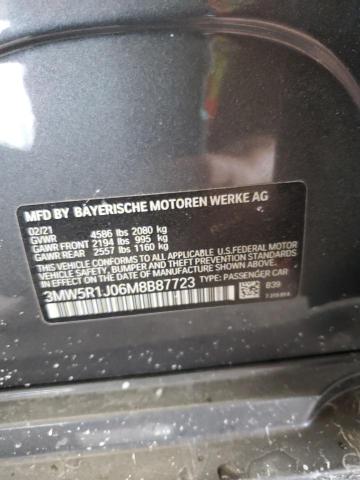 MFD BY BAYERISCHE MOTOREN WERKE AG
02/21
GVWR 4586 lbs 2080 kg
GAWR FRONT 2194 lbs 995 kg
GAWR REAR 2557 lbs 1160 kg
THIS VEHICLE CONFORMS TO ALL APPLICABLE U.S. FEDERAL MOTOR
VEHICLE SAFETY, BUMPER AND THEFT PREVENTION STANDARDS
IN EFFECT ON THE DATE OF MANUFACTURE SHOWN ABOVE.
3MW5R1J06M8B87723 TYPE: PASSENGER CAR
B39